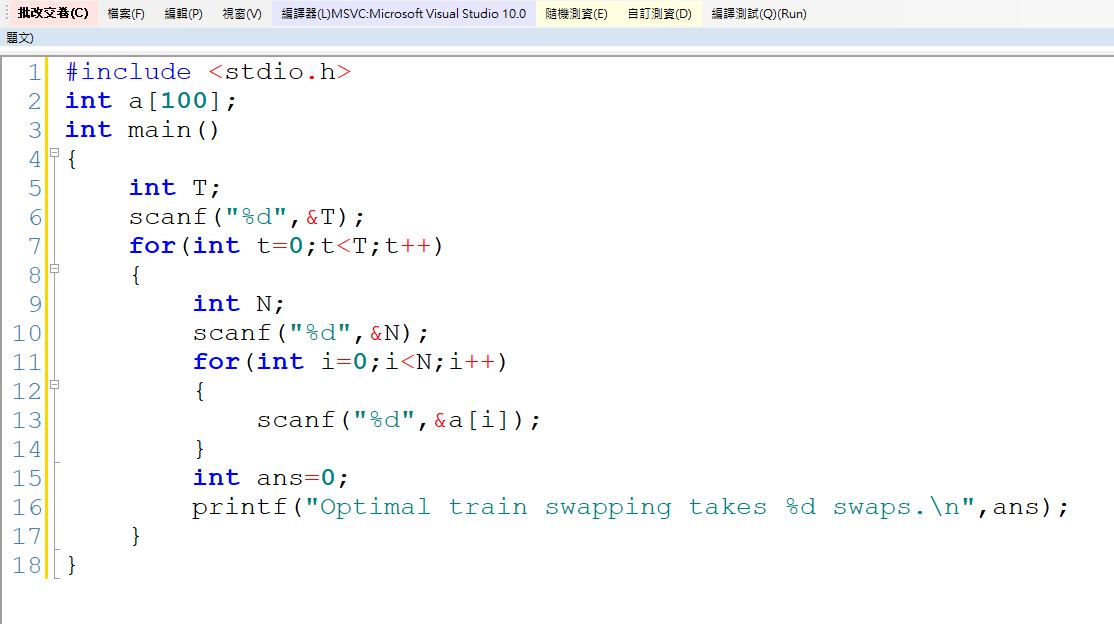 批改交卷(C) 檔案(F) 編輯(P) 視窗(V) 編譯器(L)MSVC:Microsoft Visual Studio 10.0 隨機測資(E) 自訂測資(D) 編譯測試(Q)(Run)
題文)
1 #include <stdio.h>
2 int a[100];
3 int main()
4 {
5     int T;
6     scanf("%d",&T);
7     for(int t=0;t<T;t++)
8     {
9         int N;
10         scanf("%d",&N);
11         for(int i=0;i<N;i++)
12         {
13             scanf("%d",&a[i]);
14         }
15         int ans=0;
16         printf("Optimal train swapping takes %d swaps.\n",ans);
17     }
18 }